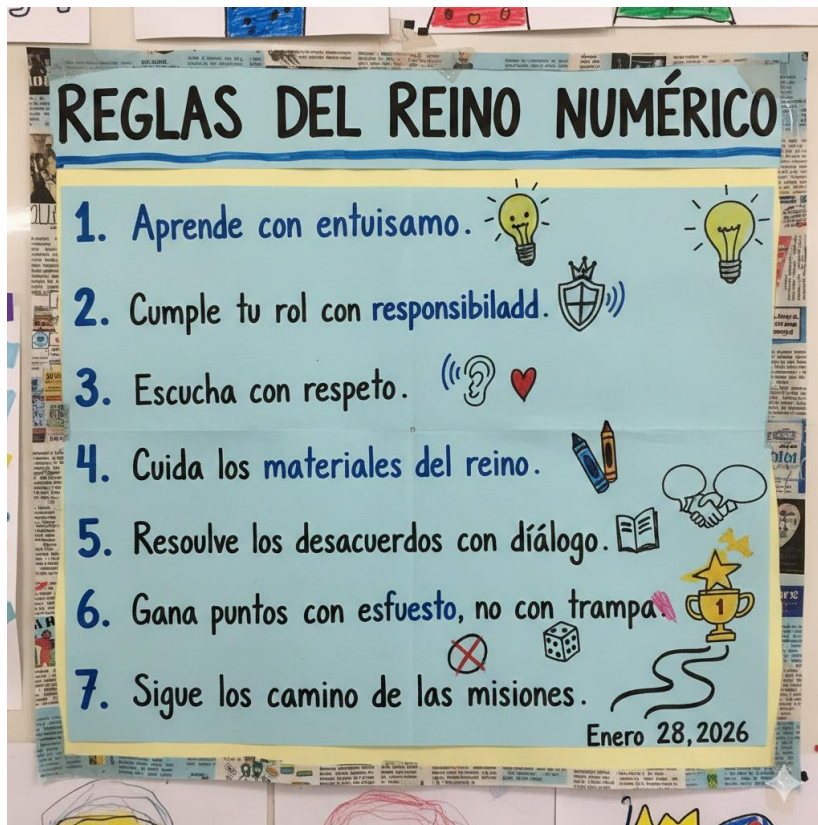 REGLAS DEL REINO NUMÉRICO
1. Aprende con entuisamo.
2. Cumple tu rol con responsibiladd.
3. Escucha con respeto.
4. Cuida los materiales del reino.
5. Resoulve los desacuerdos con díálogo.
6. Gana puntos con esfuesto, no con trampa.
1
7. Sigue los camino de las misiones.
Enero 28, 2026